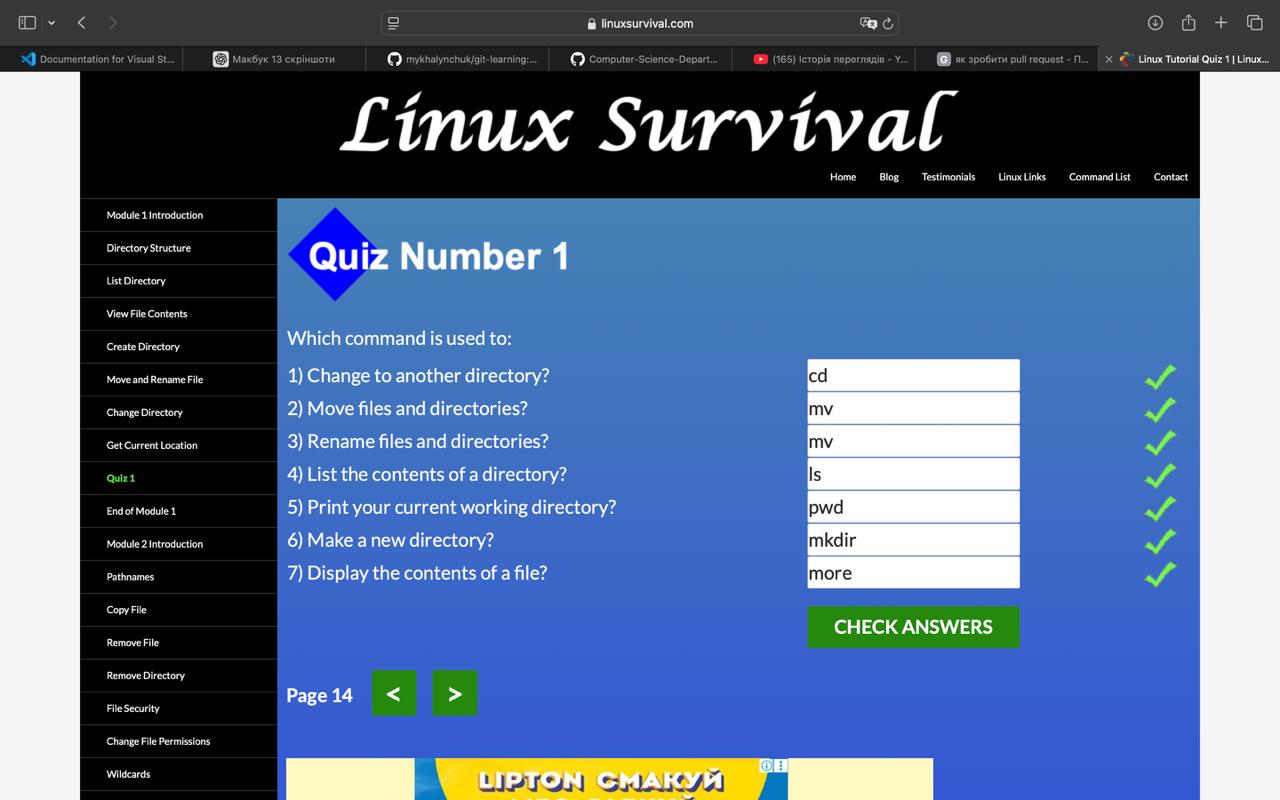 linuxsurvival.com
Documentation for Visual St...
Макбук 13 скріншоти
mykhalynchuk/git-learning:...
Computer-Science-Depart...
(165) Історія переглядів - Y...
G
як зробити pull request - П...
Linux Tutorial Quiz 1 | Linux...
Linux Survival
Home Blog Testimonials Linux Links Command List Contact
Module 1 Introduction
Directory Structure
List Directory
View File Contents
Create Directory
Move and Rename File
Change Directory
Get Current Location
Quiz 1
End of Module 1
Module 2 Introduction
Pathnames
Copy File
Remove File
Remove Directory
File Security
Change File Permissions
Wildcards
Quiz Number 1
Which command is used to:
1) Change to another directory? cd
2) Move files and directories? mv
3) Rename files and directories? mv
4) List the contents of a directory? ls
5) Print your current working directory? pwd
6) Make a new directory? mkdir
7) Display the contents of a file? more
CHECK ANSWERS
Page 14 < >
LIPTON СМАКУЙ